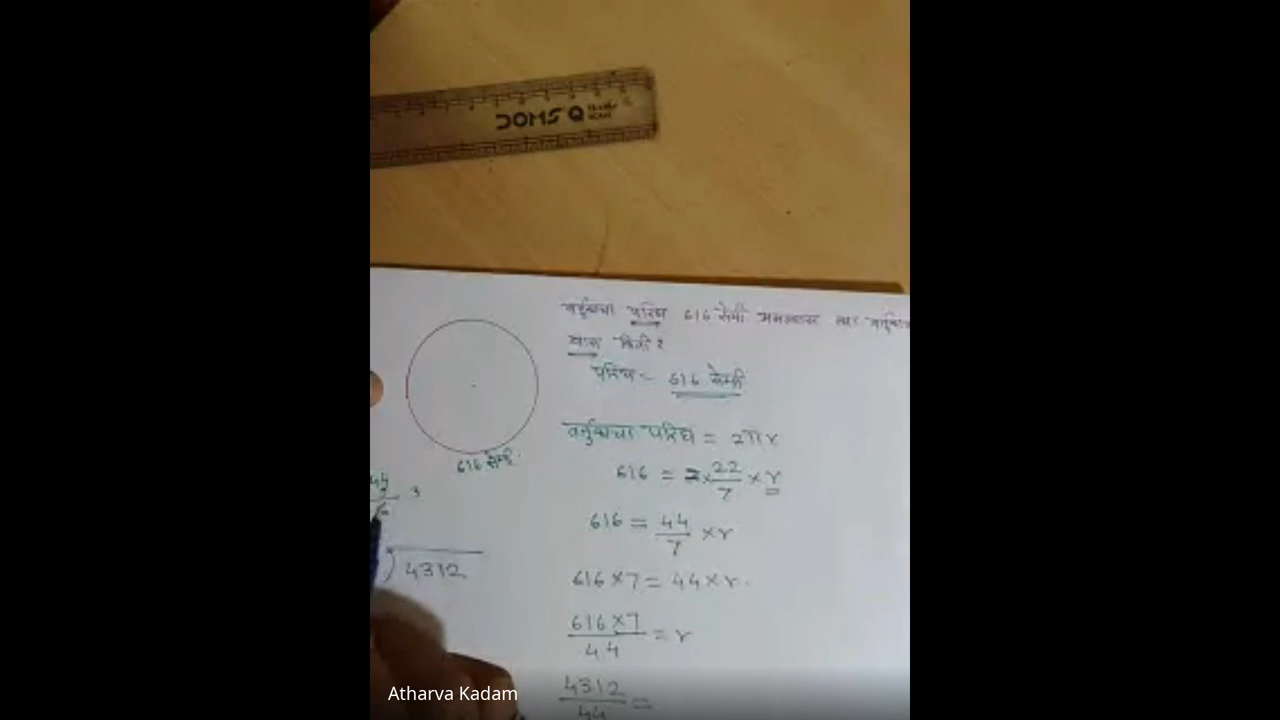 DOMS
वर्तुळाचा परिघ 616 सेमी असल्यास त्या
व्यास किती?
परिघ = 616 सेमी
वर्तुळाचा परिघ = 2πr
616 = 2 × 22/7 × r
616 = 44/7 × r
616 × 7 = 44 × r
616 × 7 / 44 = r
4312 / 44 =
616 सेमी
44
4312
Atharva Kadam